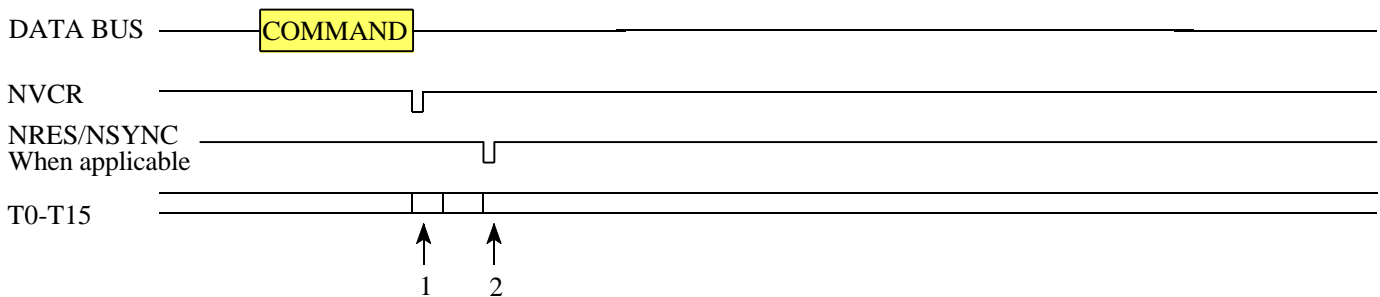 DATA BUS
COMMAND
NVCR
NRES/NSYNC
When applicable
T0-T15
1
2